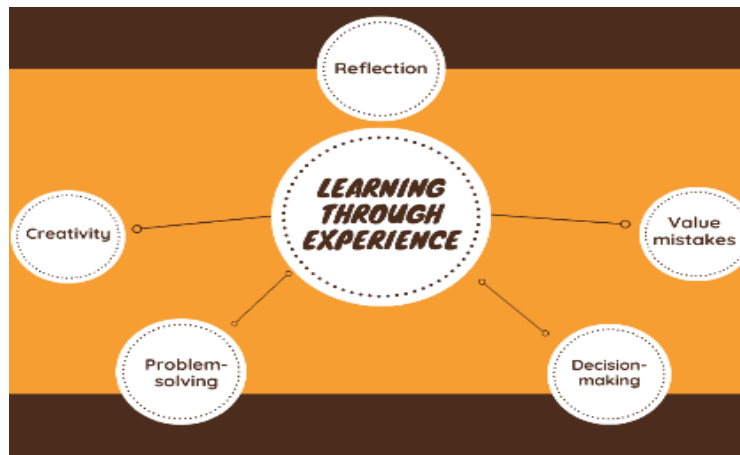 Reflection
LEARNING
THROUGH
EXPERIENCE
Creativity
Value
mistakes
Problem-
solving
Decision-
making